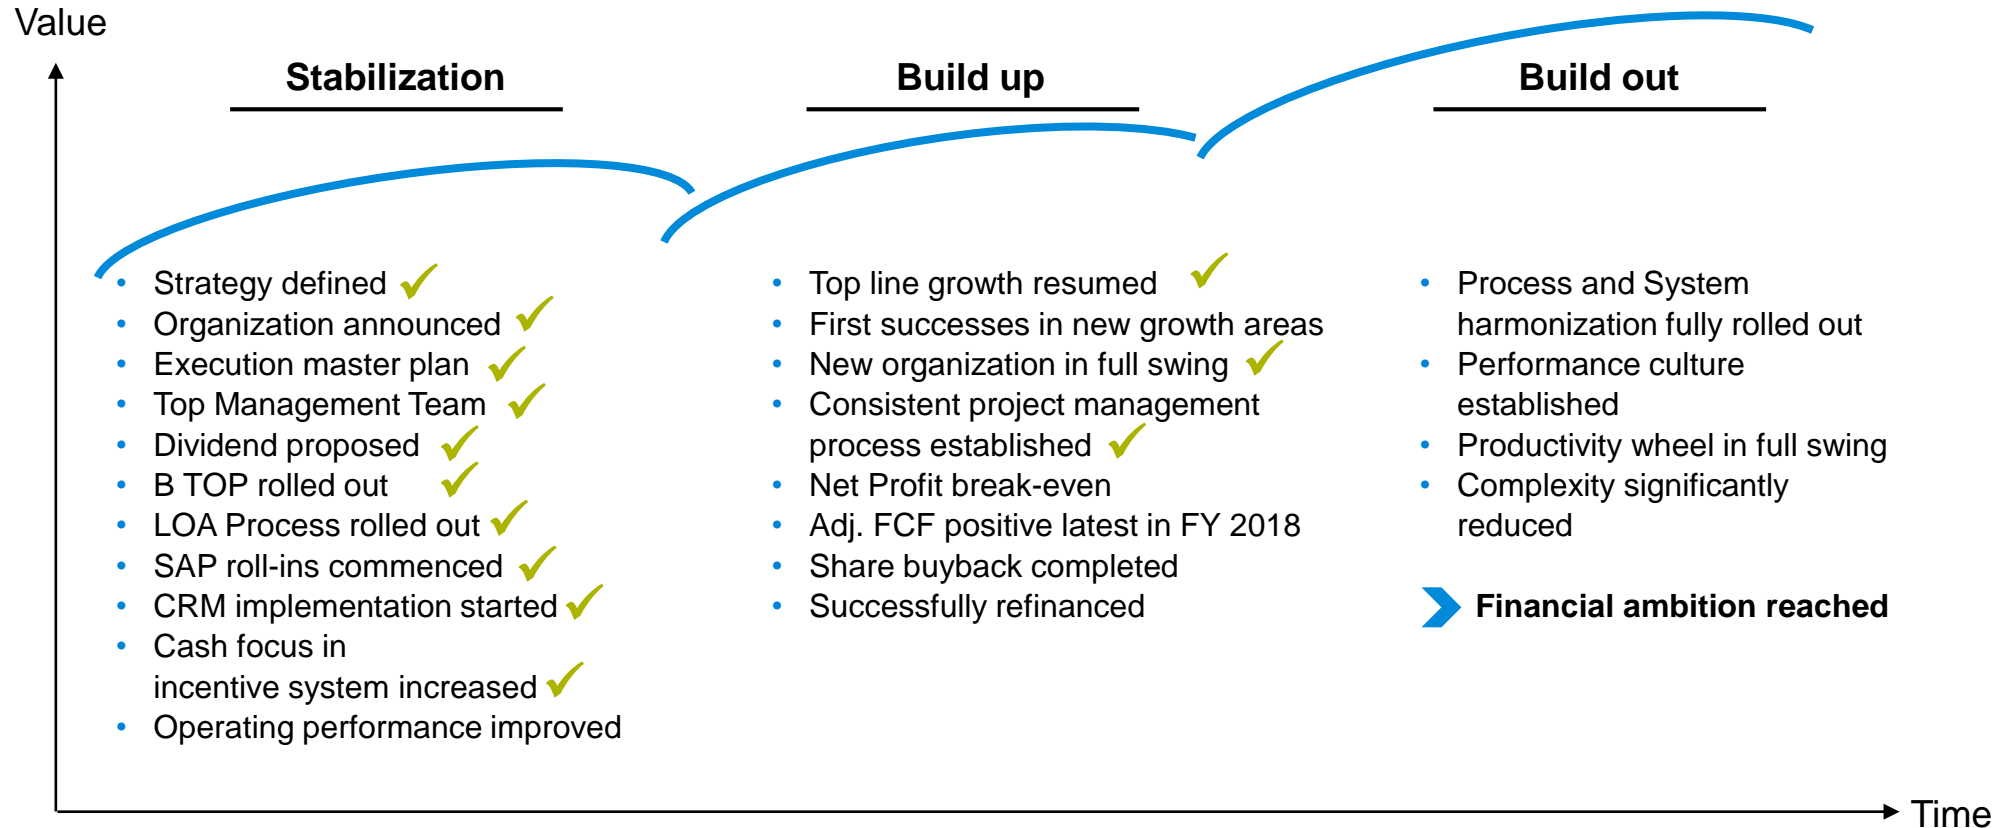 Value
Stabilization
Strategy defined
Organization announced
Execution master plan
Top Management Team
Dividend proposed
B TOP rolled out
LOA Process rolled out
SAP roll-ins commenced
CRM implementation started
Cash focus in
incentive system increased
Operating performance improved
Build up
Top line growth resumed
First successes in new growth areas
New organization in full swing
Consistent project management
process established
Net Profit break-even
Adj. FCF positive latest in FY 2018
Share buyback completed
Successfully refinanced
Build out
Process and System
harmonization fully rolled out
Performance culture
established
Productivity wheel in full swing
Complexity significantly
reduced
Financial ambition reached
Time